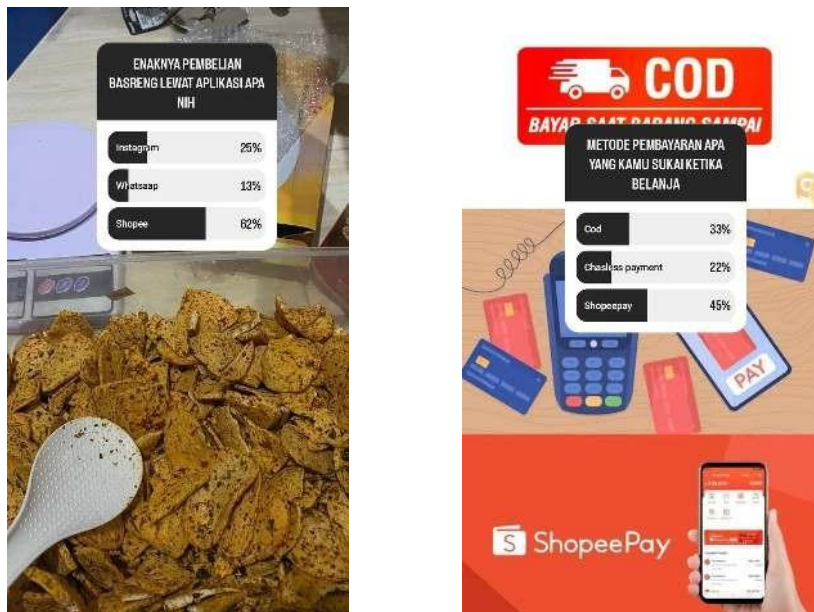 ENAKNYA PEMBELIAN
BASRENG LEWAT APLIKASI APA
NIH
Instagram 25%
Whatsaap 13%
Shopee 62%
COD
BAYAR SAAT BARANG SAMPAI
METODE PEMBAYARAN APA
YANG KAMU SUKAI KETIKA
BELANJA
Cod 33%
Chasless payment 22%
Shopeepay 45%
PAY
S ShopeePay